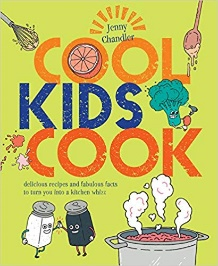 Jenny
Chandler
COOL
KIDS
COOK
delicious recipes and fabulous facts
to turn you into a kitchen whizz